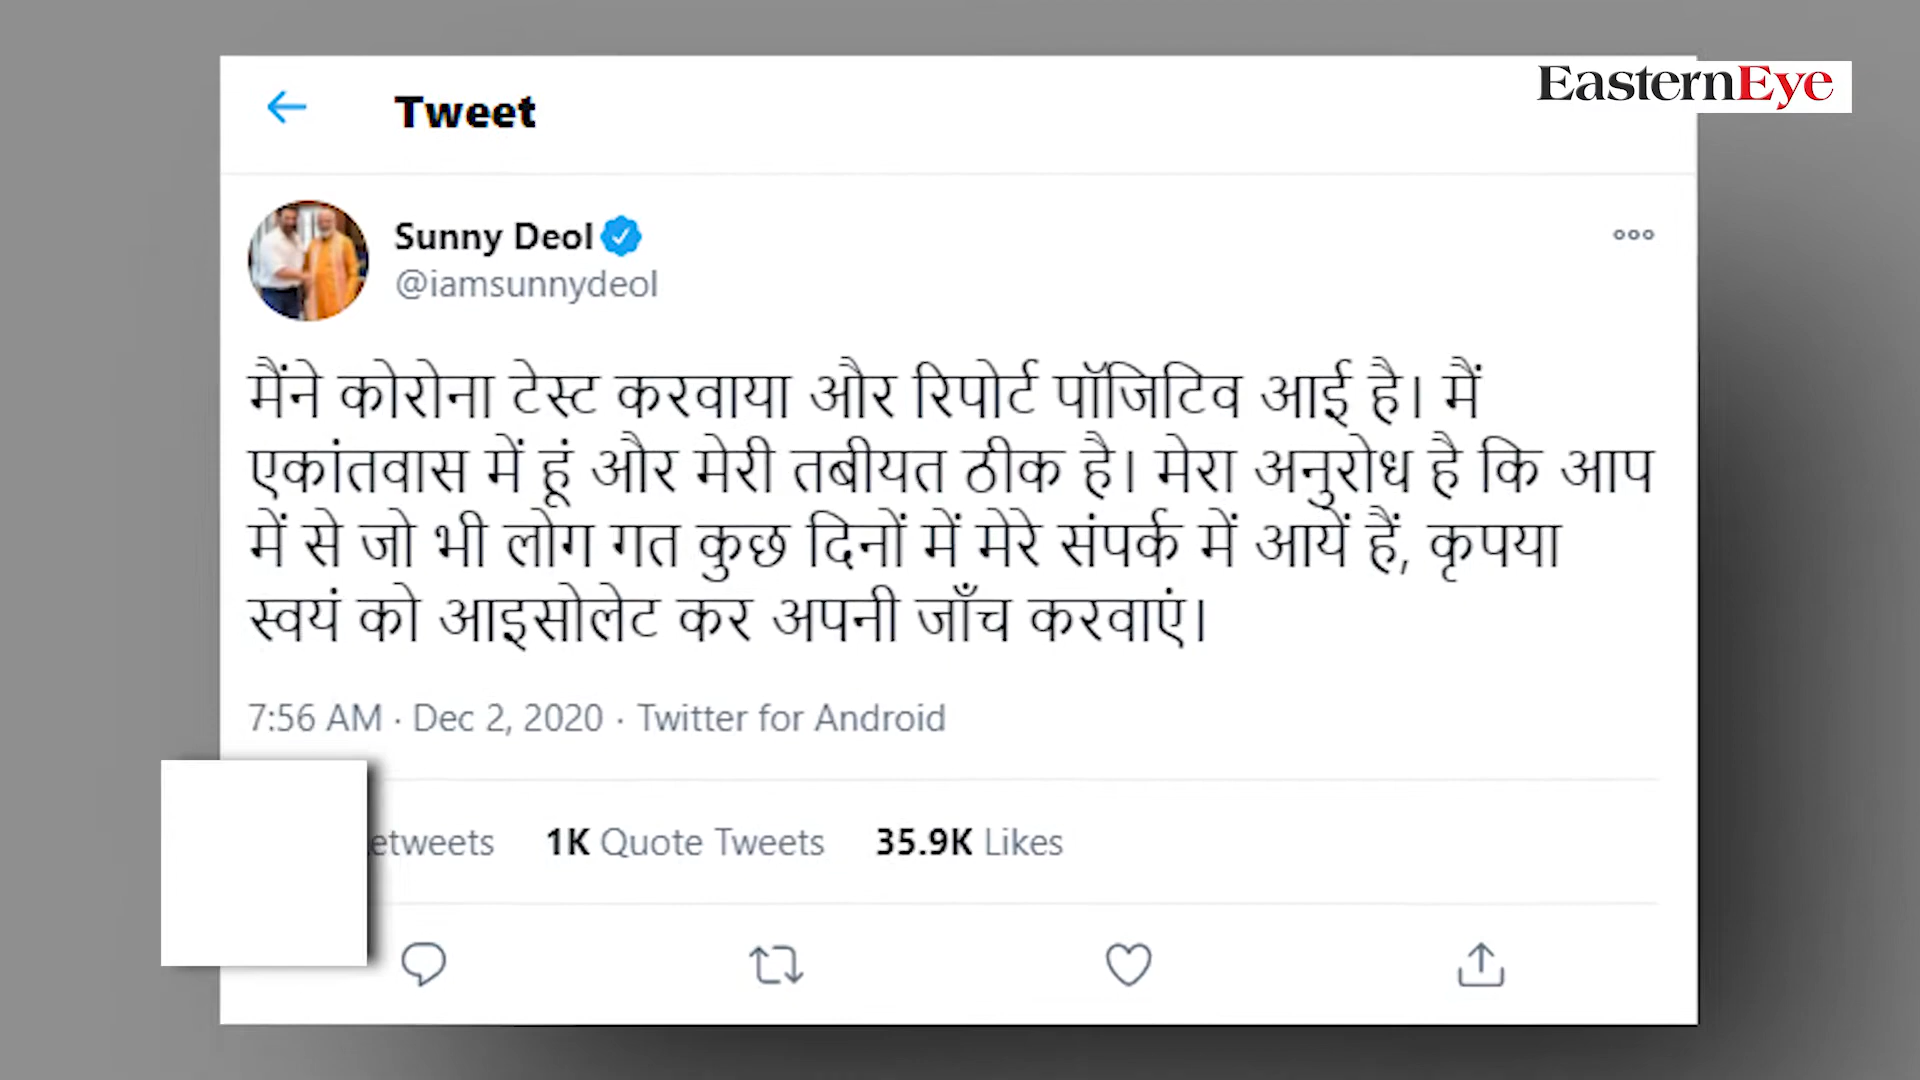 EasternEye
Tweet
Sunny Deol
@iamsunnydeol
मैंने कोरोना टेस्ट करवाया और रिपोर्ट पॉजिटिव आई है। मैं
एकांतवास में हूं और मेरी तबीयत ठीक है। मेरा अनुरोध है कि आप
में से जो भी लोग गत कुछ दिनों में मेरे संपर्क में आयें हैं, कृपया
स्वयं को आइसोलेट कर अपनी जाँच करवाएं।
7:56 AM · Dec 2, 2020 · Twitter for Android
etweets 1K Quote Tweets 35.9K Likes